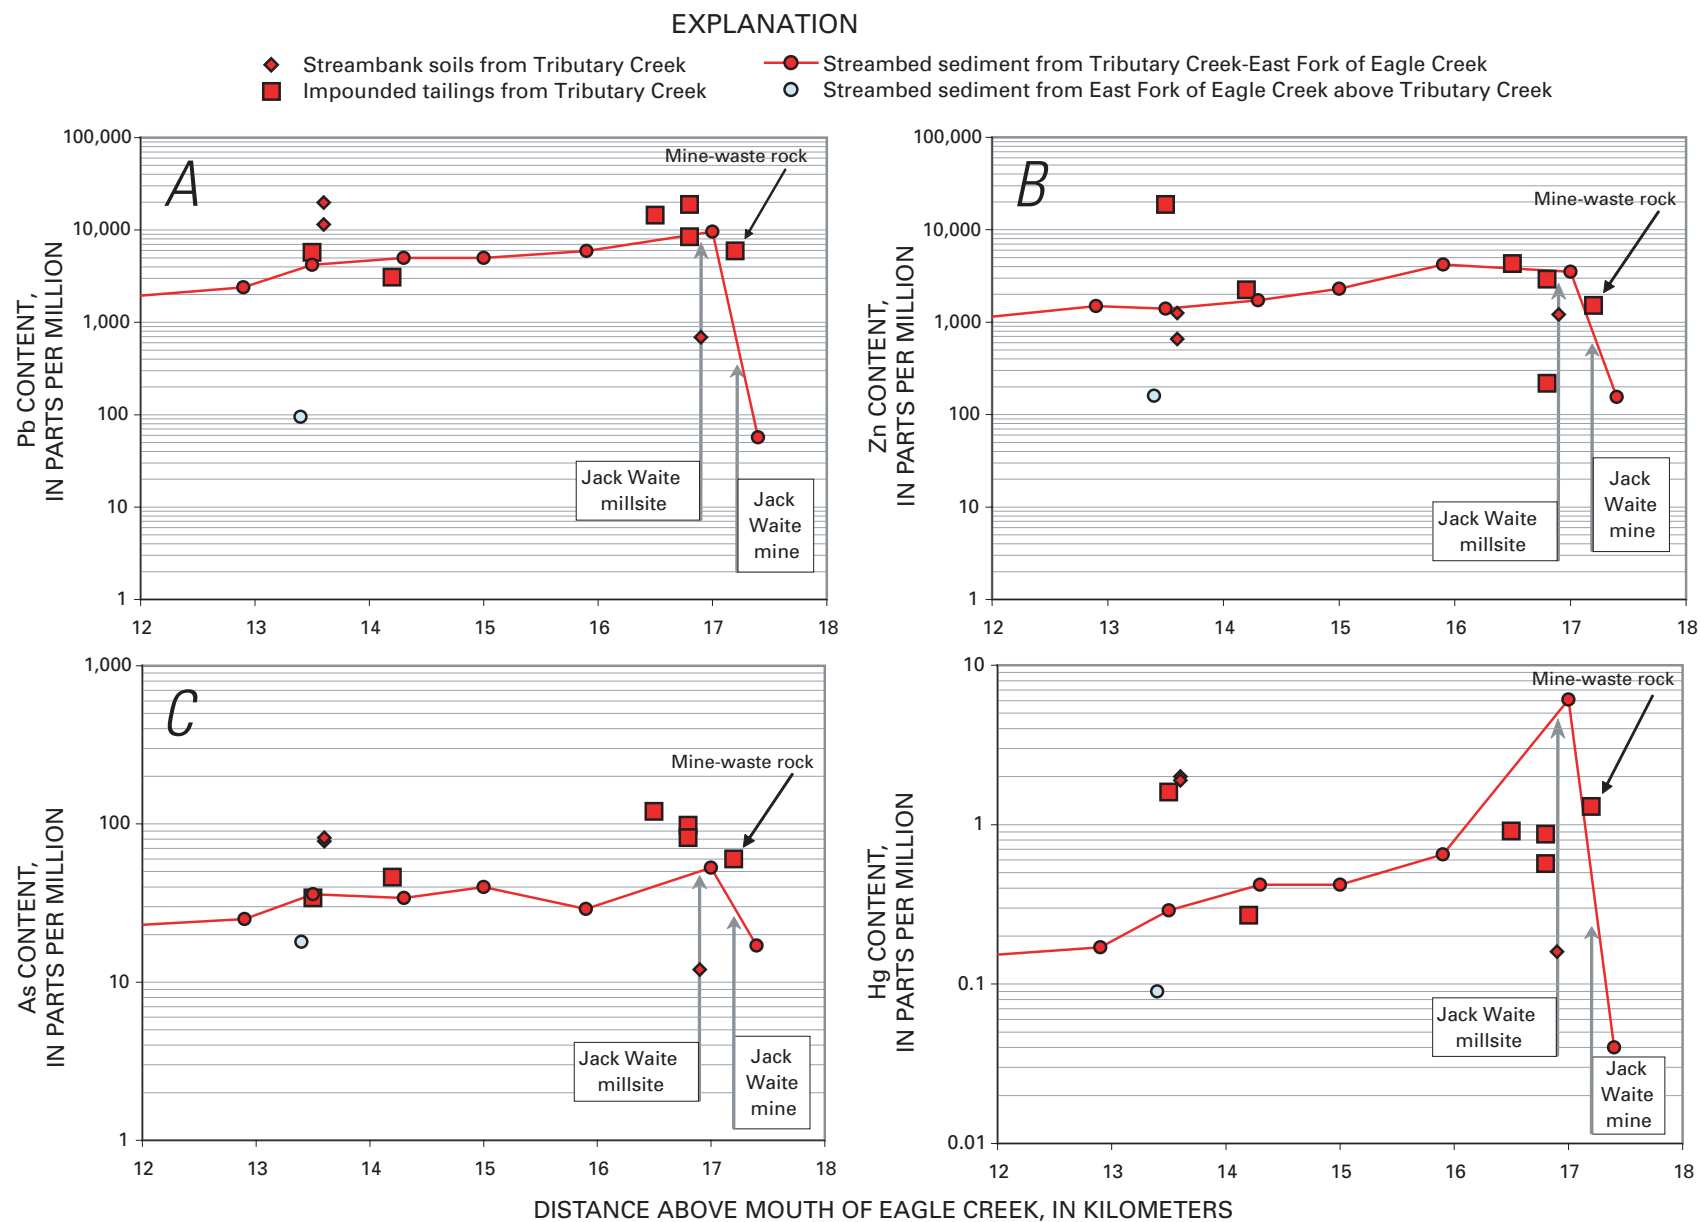 EXPLANATION
Streambank soils from Tributary Creek
Impounded tailings from Tributary Creek
Streambed sediment from Tributary Creek-East Fork of Eagle Creek
Streambed sediment from East Fork of Eagle Creek above Tributary Creek
A
Pb CONTENT,
IN PARTS PER MILLION
100,000
10,000
1,000
100
10
1
12 13 14 15 16 17 18
Mine-waste rock
Jack Waite
millsite
Jack
Waite
mine
B
Zn CONTENT,
IN PARTS PER MILLION
100,000
10,000
1,000
100
10
1
12 13 14 15 16 17 18
Mine-waste rock
Jack Waite
millsite
Jack
Waite
mine
C
As CONTENT,
IN PARTS PER MILLION
1,000
100
10
1
12 13 14 15 16 17 18
Mine-waste rock
Jack Waite
millsite
Jack
Waite
mine
Hg CONTENT,
IN PARTS PER MILLION
10
1
0.1
0.01
12 13 14 15 16 17 18
Mine-waste rock
Jack Waite
millsite
Jack
Waite
mine
DISTANCE ABOVE MOUTH OF EAGLE CREEK, IN KILOMETERS